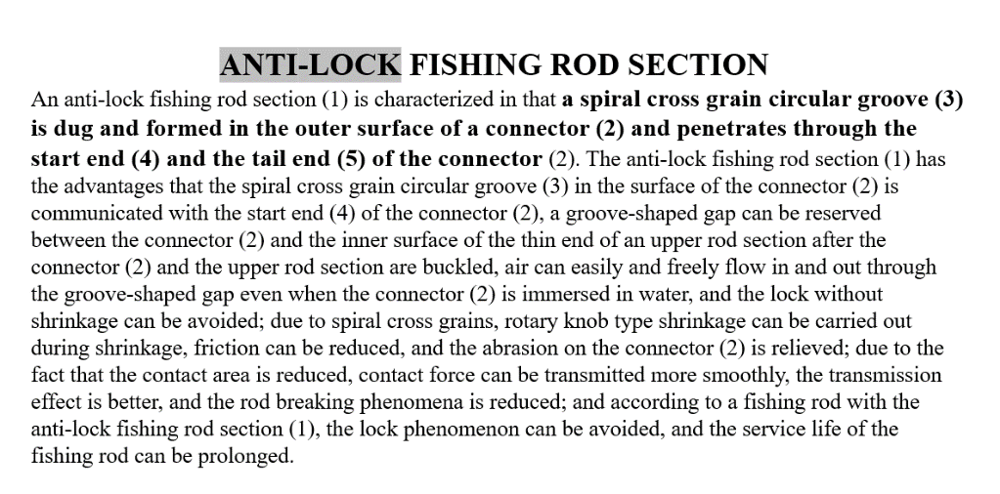 ANTI-LOCK FISHING ROD SECTION
An anti-lock fishing rod section (1) is characterized in that a spiral cross grain circular groove (3)
is dug and formed in the outer surface of a connector (2) and penetrates through the
start end (4) and the tail end (5) of the connector (2). The anti-lock fishing rod section (1) has
the advantages that the spiral cross grain circular groove (3) in the surface of the connector (2) is
communicated with the start end (4) of the connector (2), a groove-shaped gap can be reserved
between the connector (2) and the inner surface of the thin end of an upper rod section after the
connector (2) and the upper rod section are buckled, air can easily and freely flow in and out through
the groove-shaped gap even when the connector (2) is immersed in water, and the lock without
shrinkage can be avoided; due to spiral cross grains, rotary knob type shrinkage can be carried out
during shrinkage, friction can be reduced, and the abrasion on the connector (2) is relieved; due to the
fact that the contact area is reduced, contact force can be transmitted more smoothly, the transmission
effect is better, and the rod breaking phenomena is reduced; and according to a fishing rod with the
anti-lock fishing rod section (1), the lock phenomenon can be avoided, and the service life of the
fishing rod can be prolonged.